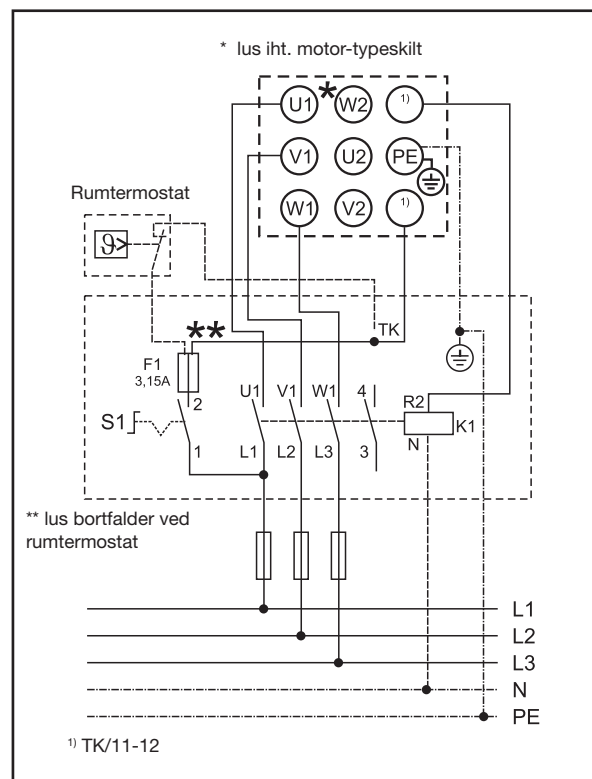 * lus iht. motor-typeskilt
U1 * W2 1)
V1 U2 PE
W1 V2 1)
Rumtermostat
ϑ>
**
TK
F1
3,15A
2
U1 V1 W1 4
R2
S1
K1
1 L1 L2 L3 3
N
** lus bortfalder ved
rumtermostat
L1
L2
L3
N
PE
1) TK/11-12